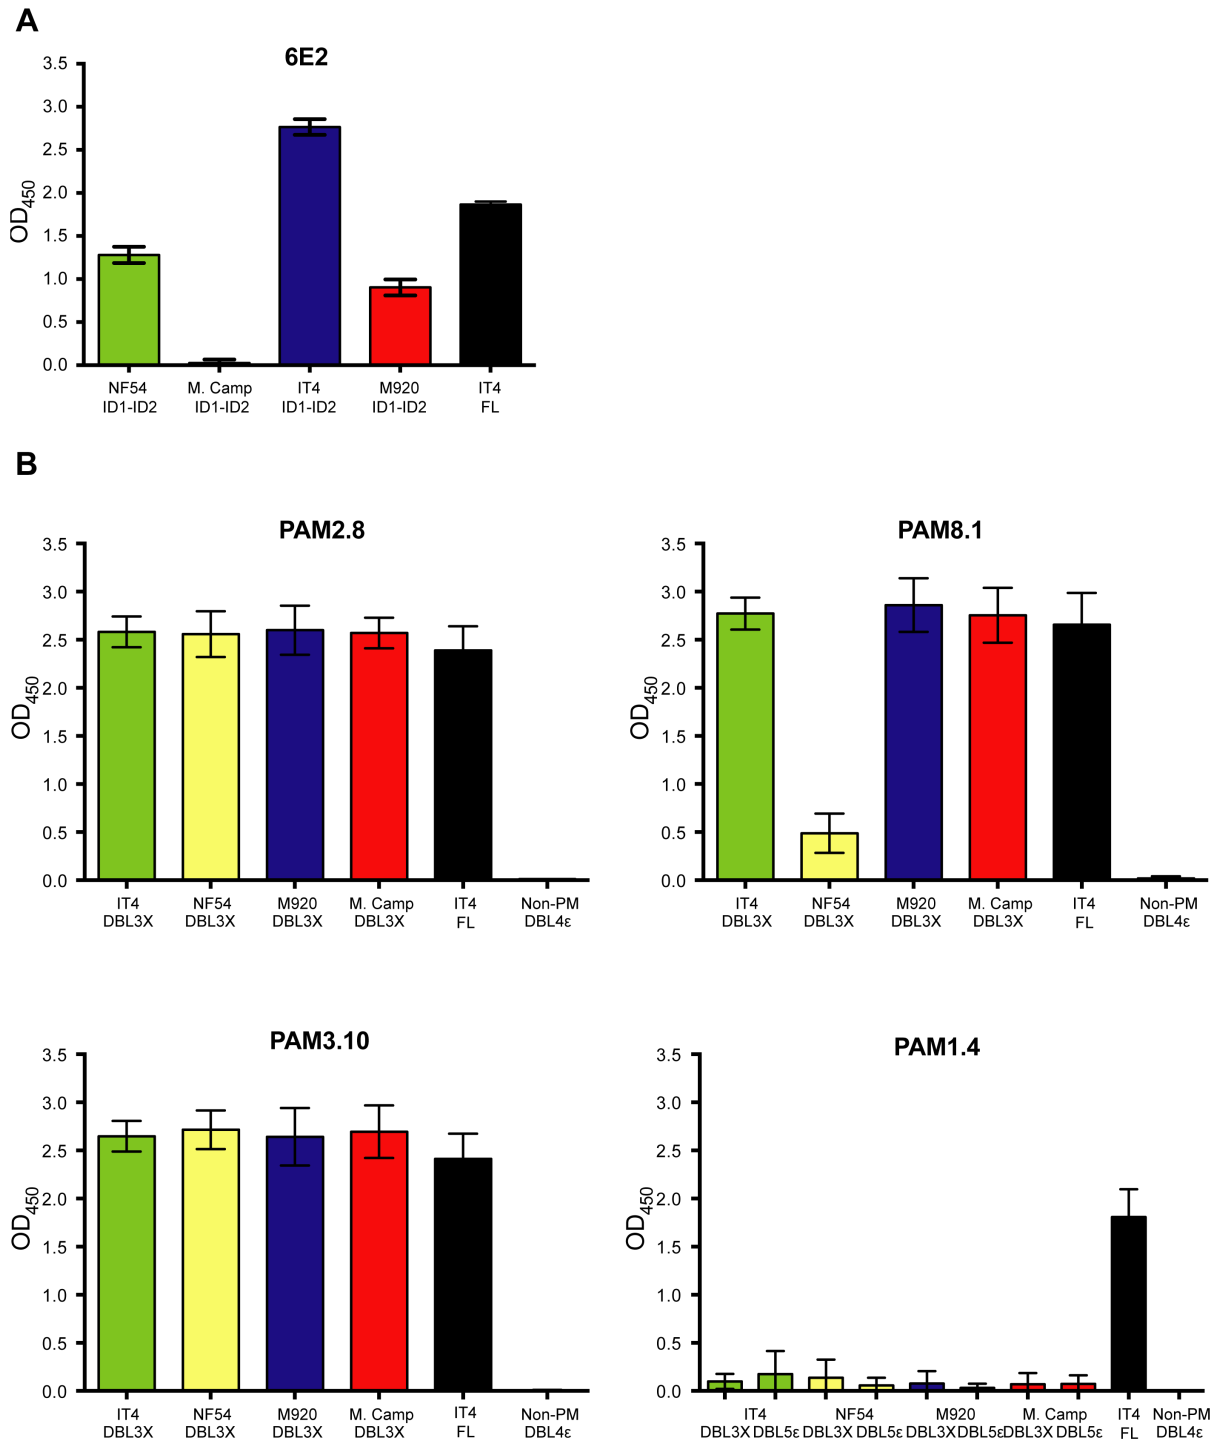 A
6E2
3.5
3.0
2.5
2.0
1.5
1.0
0.5
0.0
OD450
NF54 M. Camp IT4 M920 IT4
ID1-ID2 ID1-ID2 ID1-ID2 ID1-ID2 FL
B
PAM2.8
3.5
3.0
2.5
2.0
1.5
1.0
0.5
0.0
OD450
IT4 NF54 M920 M. Camp IT4 Non-PM
DBL3X DBL3X DBL3X DBL3X FL DBL4ε
PAM8.1
3.5
3.0
2.5
2.0
1.5
1.0
0.5
0.0
OD450
IT4 NF54 M920 M. Camp IT4 Non-PM
DBL3X DBL3X DBL3X DBL3X FL DBL4ε
PAM3.10
3.5
3.0
2.5
2.0
1.5
1.0
0.5
0.0
OD450
IT4 NF54 M920 M. Camp IT4 Non-PM
DBL3X DBL3X DBL3X DBL3X FL DBL4ε
PAM1.4
3.5
3.0
2.5
2.0
1.5
1.0
0.5
0.0
OD450
IT4 NF54 M920 M. Camp IT4 Non-PM
DBL3X DBL5ε DBL3X DBL5ε DBL3X DBL5ε DBL3X DBL5ε FL DBL4ε